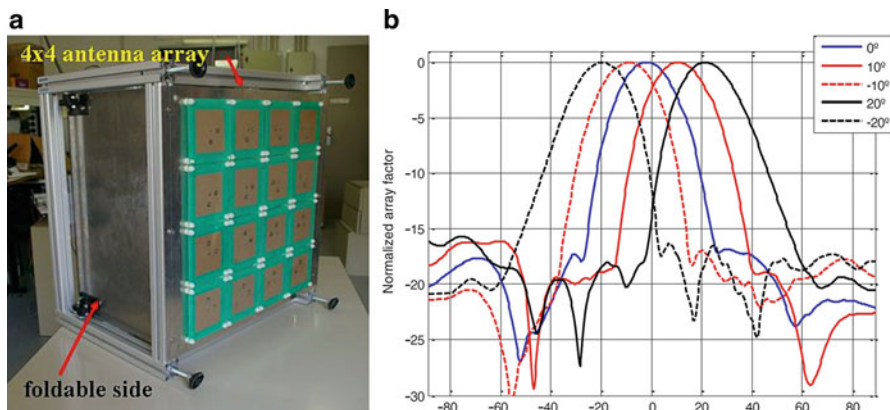 a
4x4 antenna array
foldable side
b
Normalized array factor
0
−5
−10
−15
−20
−25
−30
−80
−60
−40
−20
0
20
40
60
80
0º
10º
-10º
20º
-20º